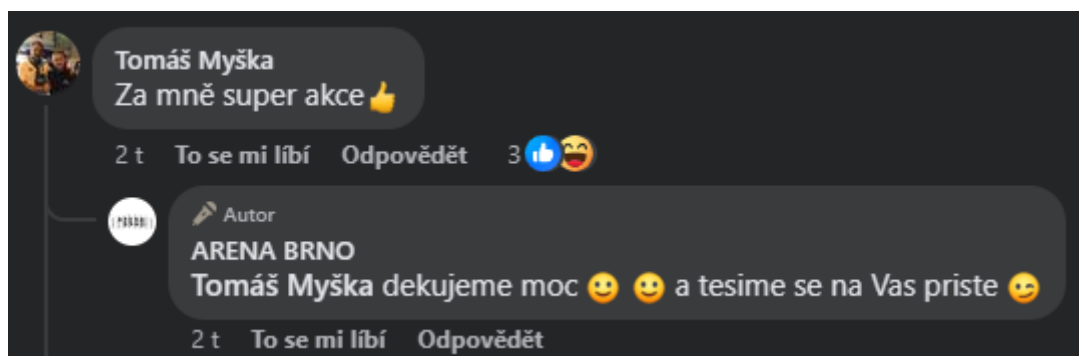 Tomáš Myška
Za mně super akce👍
2 t To se mi líbí Odpovědět 3
Autor
ARENA BRNO
Tomáš Myška dekujeme moc 🙂 🙂 a tesime se na Vas priste 😉
2 t To se mi líbí Odpovědět